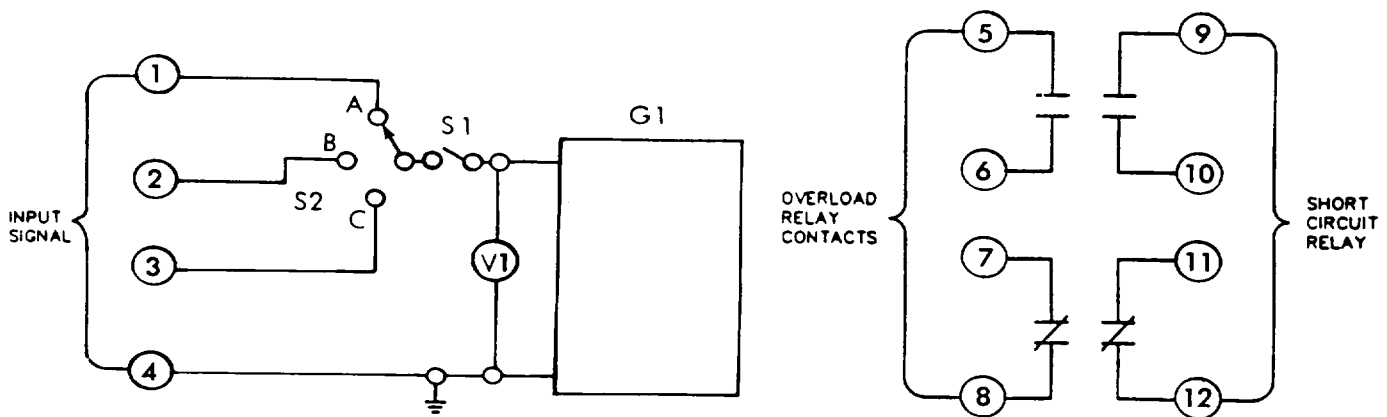 5
9
1
G1
A
S1
B
2
6
10
S2
INPUT
SIGNAL
C
OVERLOAD
RELAY
CONTACTS
SHORT
CIRCUIT
RELAY
3
V1
7
11
4
8
12